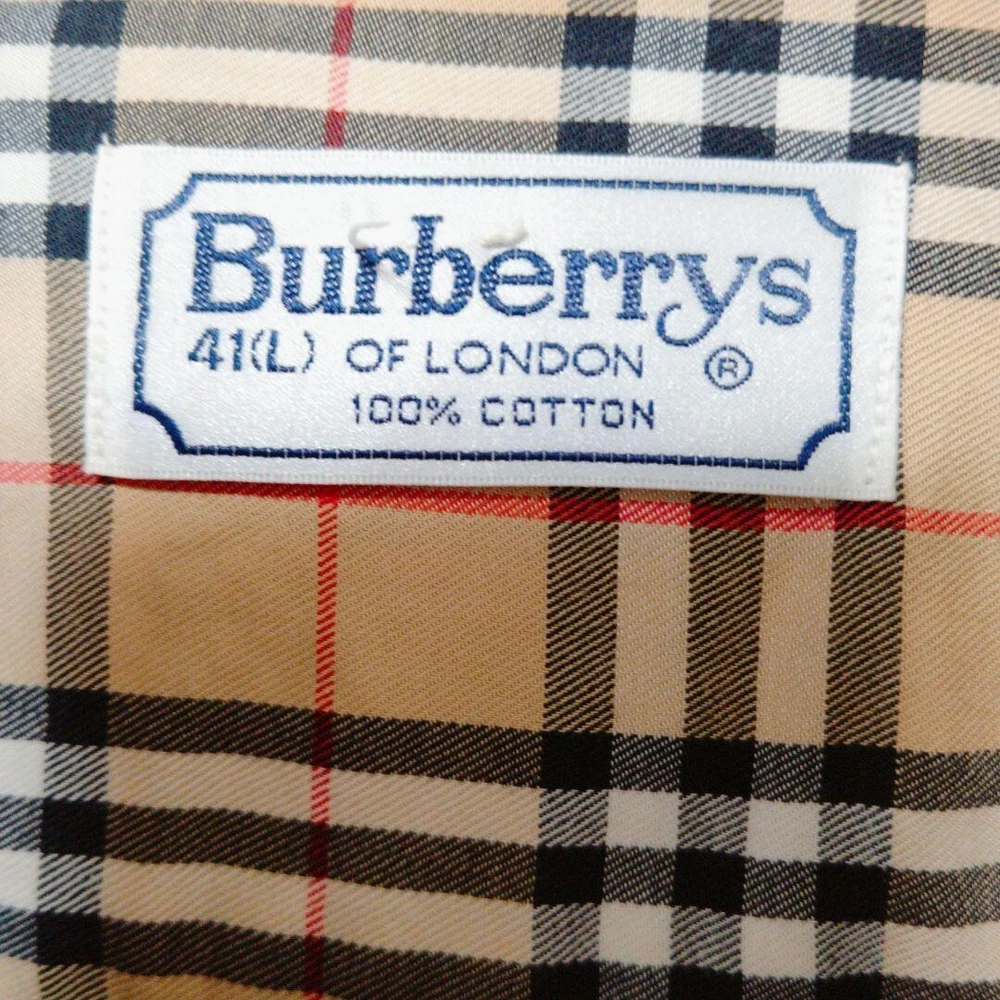 Burberrys
41(L) OF LONDON ®
100% COTTON